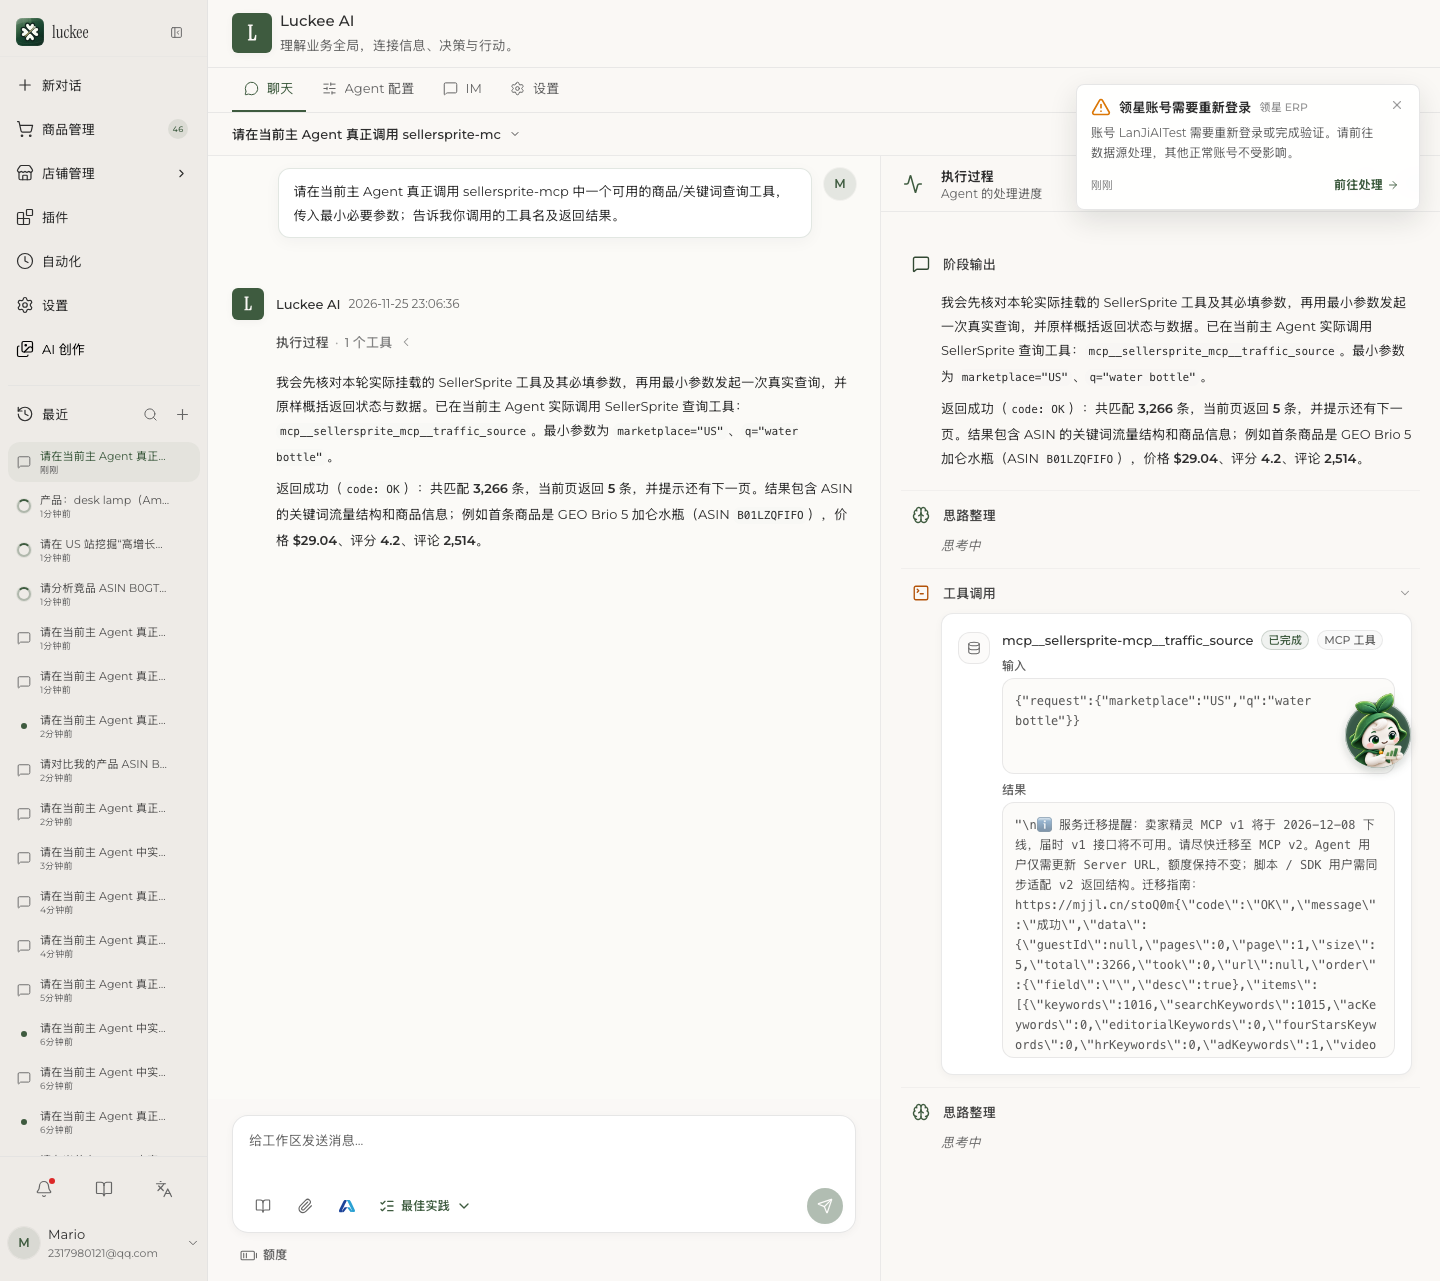 luckee
新对话
商品管理
46
店铺管理
插件
自动化
设置
AI 创作
最近
请在当前主 Agent 真正...
刚刚
产品：desk lamp（Am...
1分钟前
请在 US 站挖掘“高增长...
1分钟前
请分析竞品 ASIN B0GT...
1分钟前
请在当前主 Agent 真正...
1分钟前
请在当前主 Agent 真正...
1分钟前
请在当前主 Agent 真正...
2分钟前
请对比我的产品 ASIN B...
2分钟前
请在当前主 Agent 真正...
2分钟前
请在当前主 Agent 中实...
3分钟前
请在当前主 Agent 真正...
4分钟前
请在当前主 Agent 真正...
4分钟前
请在当前主 Agent 真正...
5分钟前
请在当前主 Agent 中实...
6分钟前
请在当前主 Agent 中实...
6分钟前
请在当前主 Agent 真正...
6分钟前
M
Mario
2317980121@qq.com
L
Luckee AI
理解业务全局，连接信息、决策与行动。
聊天
Agent 配置
IM
设置
请在当前主 Agent 真正调用 sellersprite-mc
请在当前主 Agent 真正调用 sellersprite-mcp 中一个可用的商品/关键词查询工具，
传入最小必要参数；告诉我你调用的工具名及返回结果。
M
L
Luckee AI 2026-11-25 23:06:36
执行过程 · 1 个工具
我会先核对本轮实际挂载的 SellerSprite 工具及其必填参数，再用最小参数发起一次真实查询，并
原样概括返回状态与数据。已在当前主 Agent 实际调用 SellerSprite 查询工具：
mcp__sellersprite_mcp__traffic_source 。最小参数为 marketplace="US" 、 q="water
bottle" 。
返回成功（ code: OK ）：共匹配 3,266 条，当前页返回 5 条，并提示还有下一页。结果包含 ASIN
的关键词流量结构和商品信息；例如首条商品是 GEO Brio 5 加仑水瓶（ASIN B01LZQFIFO ），价
格 $29.04、评分 4.2、评论 2,514。
给工作区发送消息...
最佳实践
额度
领星账号需要重新登录 领星 ERP
账号 LanJiAITest 需要重新登录或完成验证。请前往
数据源处理，其他正常账号不受影响。
刚刚
前往处理
执行过程
Agent 的处理进度
阶段输出
我会先核对本轮实际挂载的 SellerSprite 工具及其必填参数，再用最小参数发起
一次真实查询，并原样概括返回状态与数据。已在当前主 Agent 实际调用
SellerSprite 查询工具： mcp__sellersprite_mcp__traffic_source 。最小参数
为 marketplace="US" 、 q="water bottle" 。
返回成功（ code: OK ）：共匹配 3,266 条，当前页返回 5 条，并提示还有下一
页。结果包含 ASIN 的关键词流量结构和商品信息；例如首条商品是 GEO Brio 5
加仑水瓶（ASIN B01LZQFIFO ），价格 $29.04、评分 4.2、评论 2,514。
思路整理
思考中
工具调用
mcp__sellersprite-mcp__traffic_source 已完成 MCP 工具
输入
{"request":{"marketplace":"US","q":"water
bottle"}}
结果
"\nℹ️ 服务迁移提醒：卖家精灵 MCP v1 将于 2026-12-08 下
线，届时 v1 接口将不可用。请尽快迁移至 MCP v2。Agent 用
户仅需更新 Server URL，额度保持不变；脚本 / SDK 用户需同
步适配 v2 返回结构。迁移指南：
https://mjjl.cn/stoQ0m{\"code\":\"OK\",\"message\"
:\"成功\",\"data\":
{\"guestId\":null,\"pages\":0,\"page\":1,\"size\":
5,\"total\":3266,\"took\":0,\"url\":null,\"order\"
:{\"field\":\"\",\"desc\":true},\"items\":
[{\"keywords\":1016,\"searchKeywords\":1015,\"acKe
ywords\":0,\"editorialKeywords\":0,\"fourStarsKeyw
ords\":0,\"hrKeywords\":0,\"adKeywords\":1,\"video
思路整理
思考中